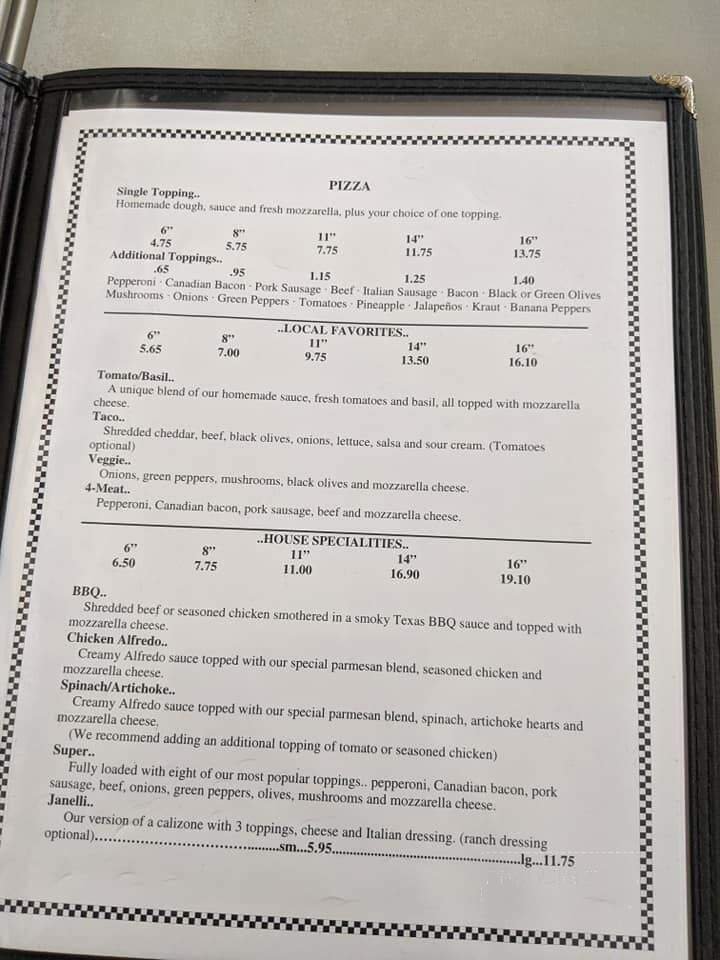 PIZZA
Single Topping..
Homemade dough, sauce and fresh mozzarella, plus your choice of one topping.
6" 8" 11" 14" 16"
4.75 5.75 7.75 11.75 13.75
Additional Toppings..
.65 .95 1.15 1.25 1.40
Pepperoni · Canadian Bacon · Pork Sausage · Beef · Italian Sausage · Bacon · Black or Green Olives
Mushrooms · Onions · Green Peppers · Tomatoes · Pineapple · Jalapeños · Kraut · Banana Peppers
..LOCAL FAVORITES..
6" 8" 11" 14" 16"
5.65 7.00 9.75 13.50 16.10
Tomato/Basil..
A unique blend of our homemade sauce, fresh tomatoes and basil, all topped with mozzarella
cheese.
Taco..
Shredded cheddar, beef, black olives, onions, lettuce, salsa and sour cream. (Tomatoes
optional)
Veggie..
Onions, green peppers, mushrooms, black olives and mozzarella cheese.
4-Meat..
Pepperoni, Canadian bacon, pork sausage, beef and mozzarella cheese.
..HOUSE SPECIALITIES..
6" 8" 11" 14" 16"
6.50 7.75 11.00 16.90 19.10
BBQ..
Shredded beef or seasoned chicken smothered in a smoky Texas BBQ sauce and topped with
mozzarella cheese.
Chicken Alfredo..
Creamy Alfredo sauce topped with our special parmesan blend, seasoned chicken and
mozzarella cheese.
Spinach/Artichoke..
Creamy Alfredo sauce topped with our special parmesan blend, spinach, artichoke hearts and
mozzarella cheese.
(We recommend adding an additional topping of tomato or seasoned chicken)
Super..
Fully loaded with eight of our most popular toppings.. pepperoni, Canadian bacon, pork
sausage, beef, onions, green peppers, olives, mushrooms and mozzarella cheese.
Janelli..
Our version of a calizone with 3 toppings, cheese and Italian dressing. (ranch dressing
optional)......................................sm...5.95......................................................lg...11.75